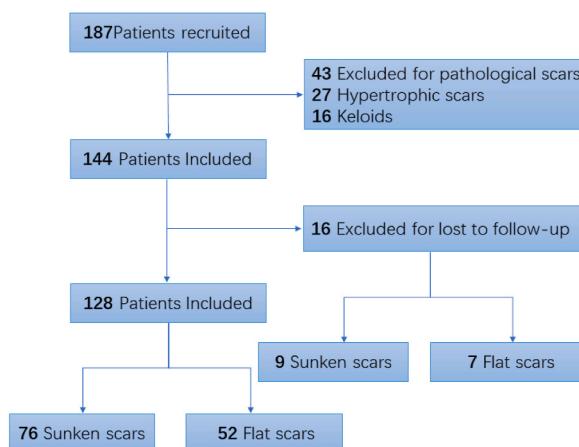 187Patients recruited
43 Excluded for pathological scars
27 Hypertrophic scars
16 Keloids
144 Patients Included
16 Excluded for lost to follow-up
128 Patients Included
9 Sunken scars
7 Flat scars
76 Sunken scars
52 Flat scars